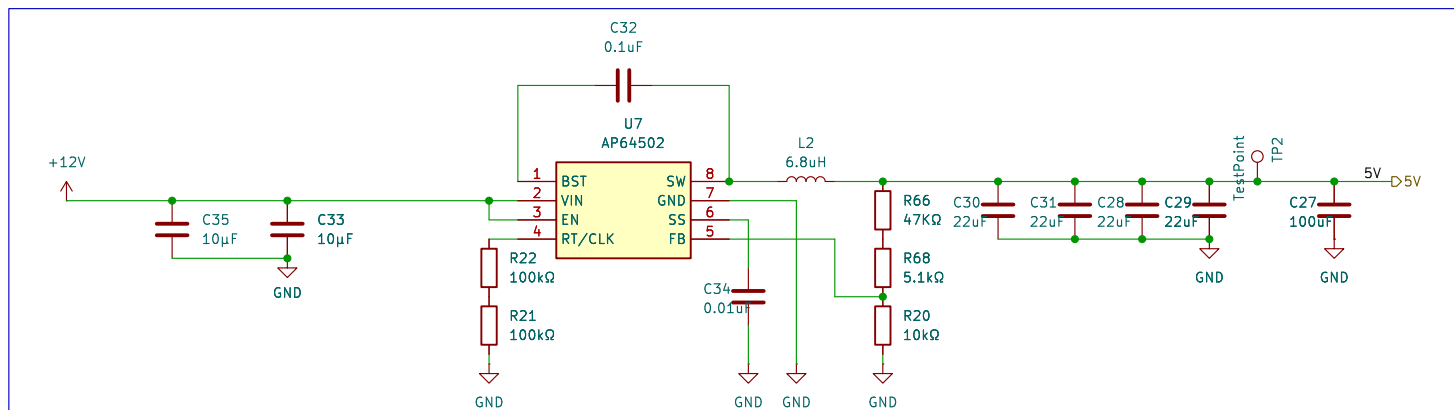 C32
0.1uF
U7
AP64502
+12V
1 BST SW 8
2 VIN GND 7
3 EN SS 6
4 RT/CLK FB 5
L2
6.8uH
TestPoint
TP2
5V
5V
C35
10µF
C33
10µF
R66
47KΩ
C30
22uF
C31
22uF
C28
22uF
C29
22uF
C27
100uF
R22
100kΩ
R68
5.1kΩ
GND
GND
GND
C34
0.01uF
R21
100kΩ
R20
10kΩ
GND
GND
GND
GND